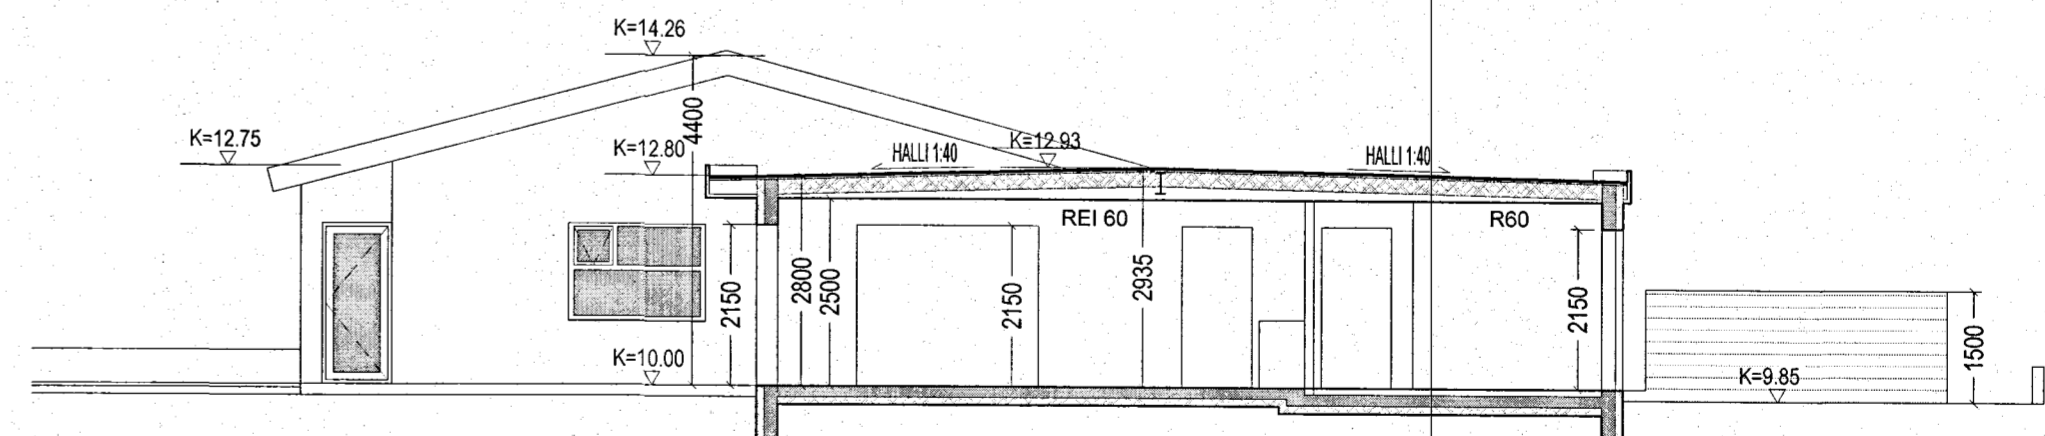 K=14.26
K=12.75
4400
K=12.80
HALLI 1:40
K=12.93
HALLI 1:40
REI 60
R60
2150
2800
2500
2150
2935
2150
1500
K=10.00
K=9.85